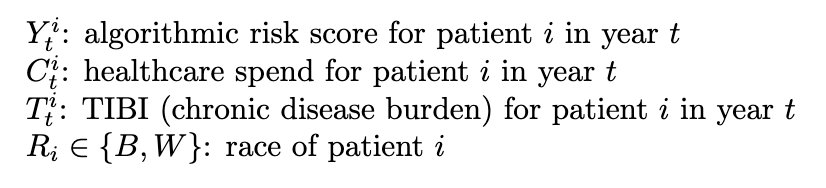 $Y_t^i$: algorithmic risk score for patient $i$ in year $t$
$C_t^i$: healthcare spend for patient $i$ in year $t$
$T_t^i$: TIBI (chronic disease burden) for patient $i$ in year $t$
$R_i \in \{B, W\}$: race of patient $i$